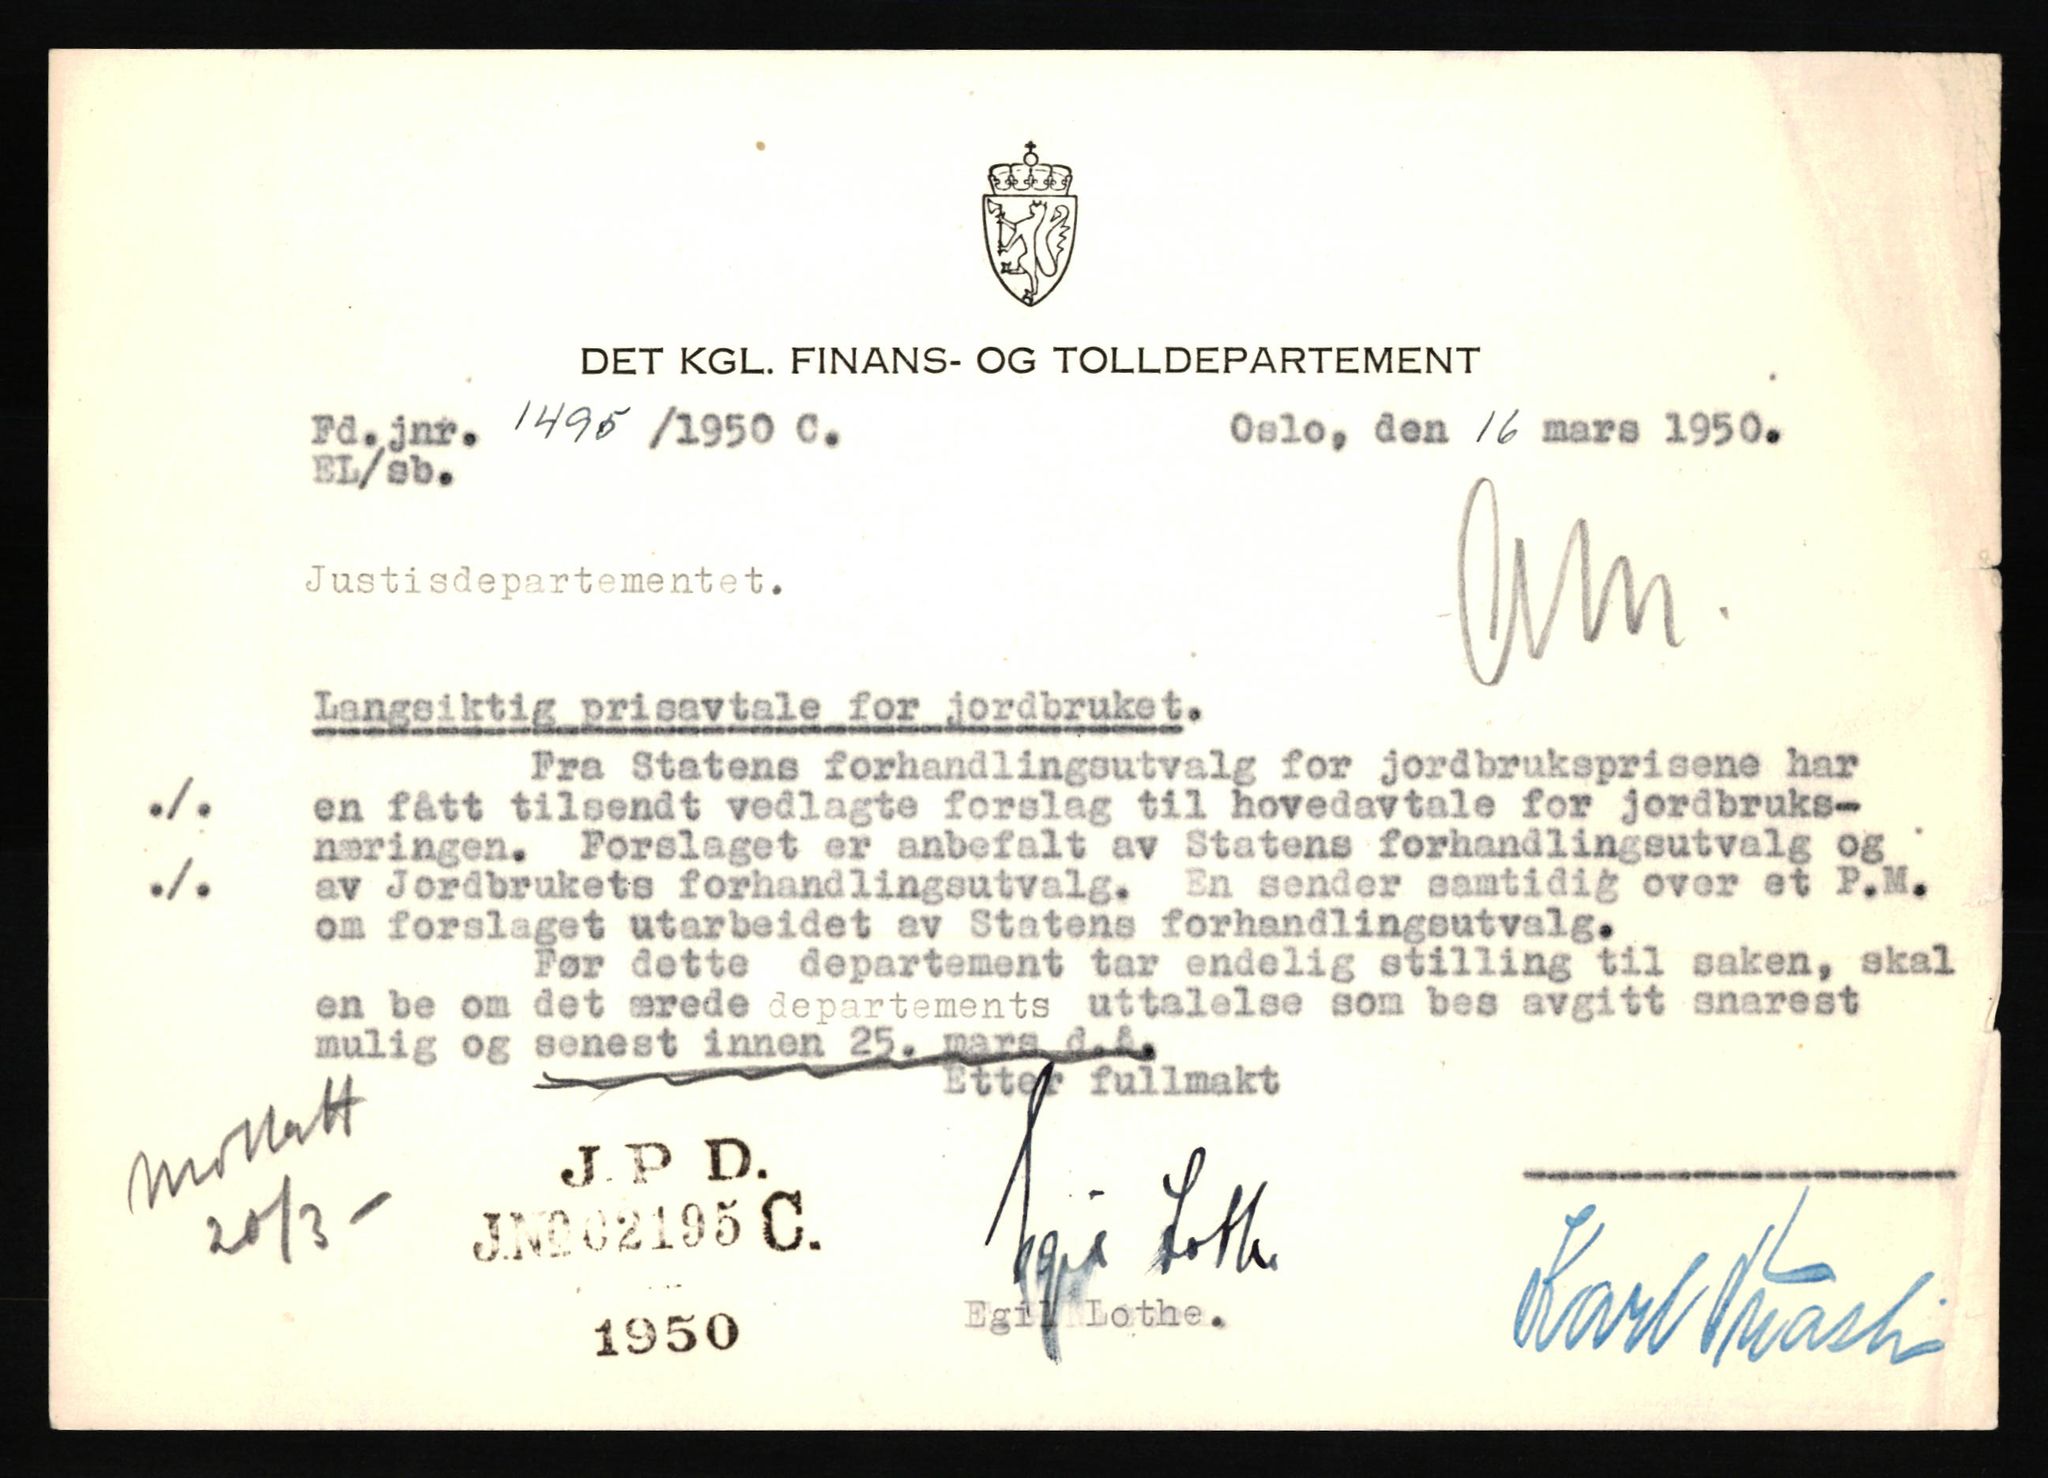 DET KGL. FINANS- OG TOLLDEPARTEMENT
Fd.jnr. 1495 /1950 C.
Oslo, den 16 mars 1950.
EL/sb.
Justisdepartementet.
Langsiktig prisavtale for jordbruket.
Fra Statens forhandlingsutvalg for jordbruksprisene har
./. en fått tilsendt vedlagte forslag til hovedavtale for jordbruks-
næringen. Forslaget er anbefalt av Statens forhandlingsutvalg og
./. av Jordbrukets forhandlingsutvalg. En sender samtidig over et P.M.
om forslaget utarbeidet av Statens forhandlingsutvalg.
Før dette departement tar endelig stilling til saken, skal
en be om det ærede departements uttalelse som bes avgitt snarest
mulig og senest innen 25. mars d.å.
Etter fullmakt
Mottatt
20/3 -
J. P. D.
J.Nº 02195 C.
1950
Egil Lothe
Egil Lothe.
Karl